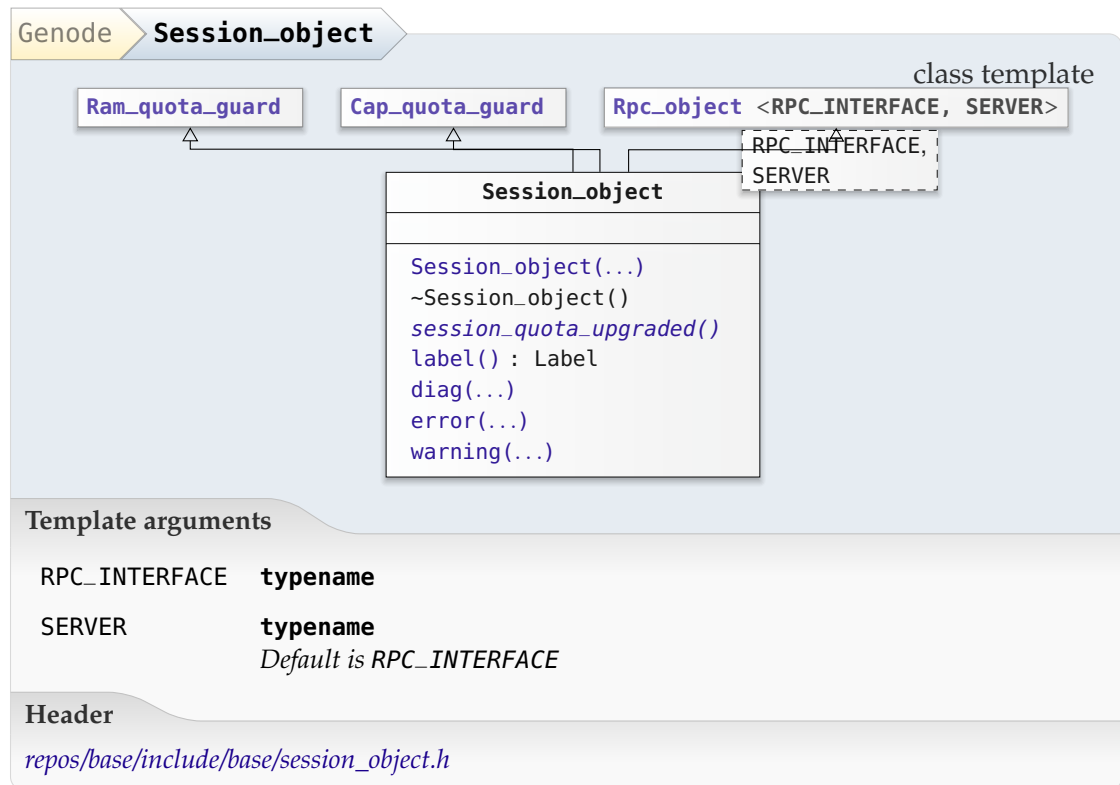 Genode Session_object
class template
Ram_quota_guard Cap_quota_guard Rpc_object <RPC_INTERFACE, SERVER>
RPC_INTERFACE,
SERVER
Session_object
Session_object(...)
~Session_object()
session_quota_upgraded()
label() : Label
diag(...)
error(...)
warning(...)
Template arguments
RPC_INTERFACE typename
SERVER typename
Default is RPC_INTERFACE
Header
repos/base/include/base/session_object.h